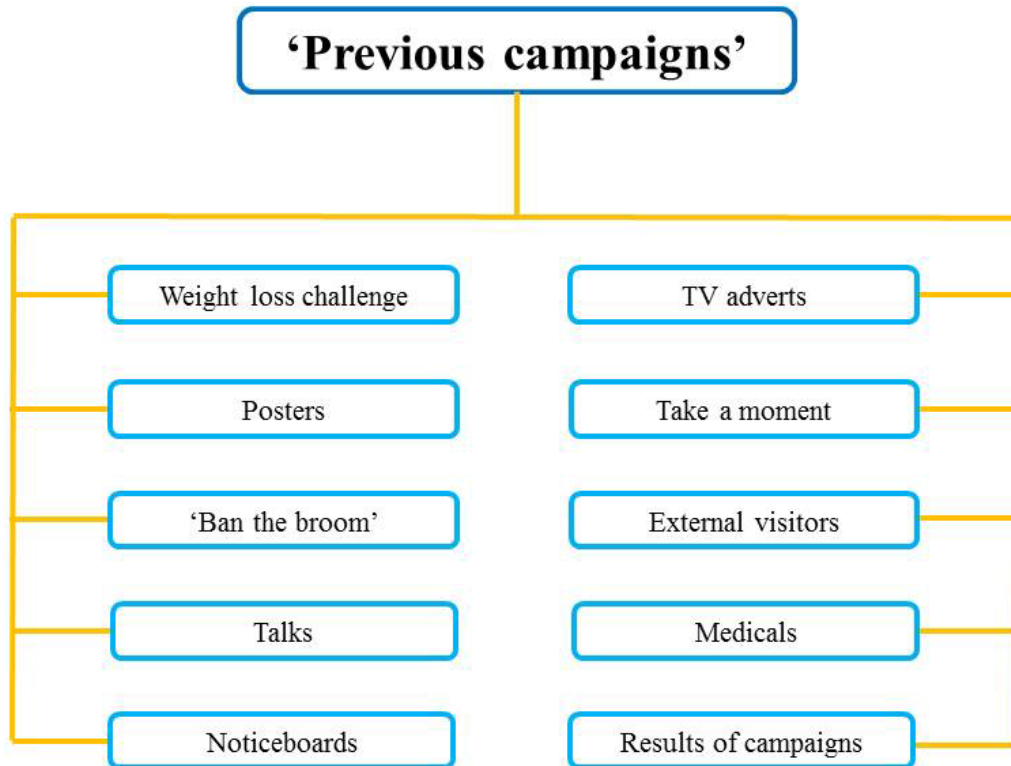 ‘Previous campaigns’
Weight loss challenge
Posters
‘Ban the broom’
Talks
Noticeboards
TV adverts
Take a moment
External visitors
Medicals
Results of campaigns